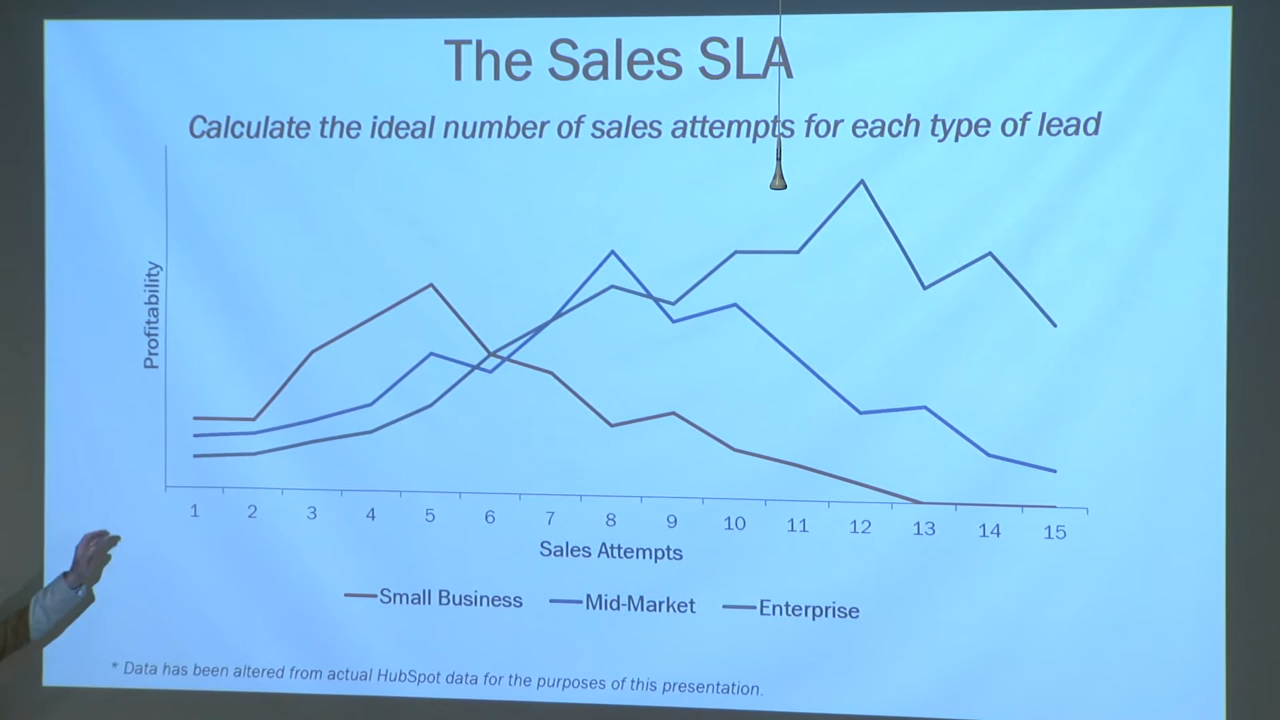 The Sales SLA
Calculate the ideal number of sales attempts for each type of lead
Profitability
1 2 3 4 5 6 7 8 9 10 11 12 13 14 15
Sales Attempts
Small Business Mid-Market Enterprise
* Data has been altered from actual HubSpot data for the purposes of this presentation.